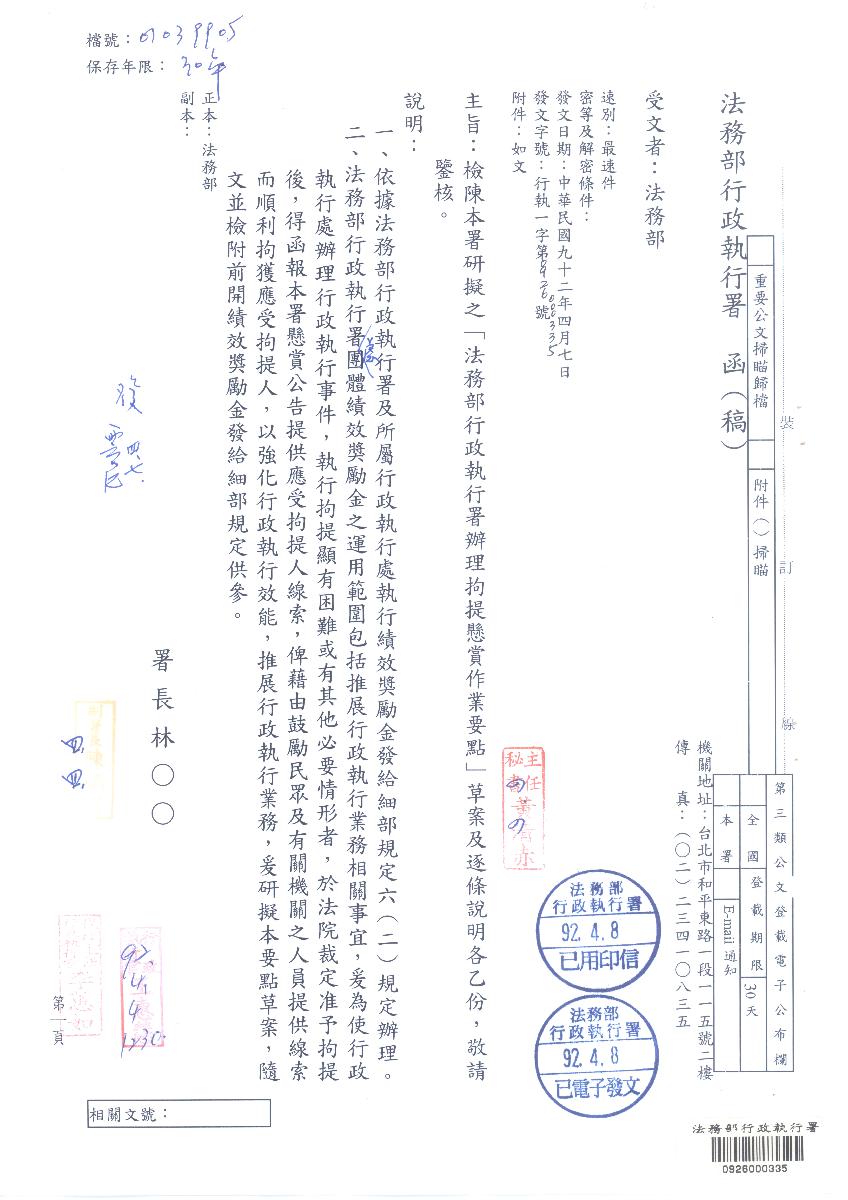 檔號：01039905
保存年限：30年
裝
訂
線
重要公文掃瞄歸檔
附件（ ）掃瞄
第三類公文登載電子公布欄
全國
登載期限
30天
本署
E-mail通知
法務部行政執行署　函（稿）
機關地址：台北市和平東路一段一一五號二樓
傳　真：（○二）二三四一○八三五
受文者：法務部
速別：最速件
密等及解密條件：
發文日期：中華民國九十二年四月七日
發文字號：行執一字第0926000335號
附件：如文
主旨：檢陳本署研擬之「法務部行政執行署辦理拘提懸賞作業要點」草案及逐條說明各乙份，敬請
鑒核。
說明：
一、依據法務部行政執行署及所屬行政執行處執行績效獎勵金發給細部規定六（二）規定辦理。
二、法務部行政執行署團體績效獎勵金之運用範圍包括推展行政執行業務相關事宜，爰為使行政
執行處辦理行政執行事件，執行拘提顯有困難或有其他必要情形者，於法院裁定准予拘提
後，得函報本署懸賞公告提供應受拘提人線索，俾藉由鼓勵民眾及有關機關之人員提供線索
而順利拘獲應受拘提人，以強化行政執行效能，推展行政執行業務，爰研擬本要點草案，隨
文並檢附前開績效獎勵金發給細部規定供參。
正本：法務部
副本：
署長林○○
主任
秘書
法務部
行政執行署
92.4.8
已用印信
法務部
行政執行署
92.4.8
已電子發文
92.
4.
4
1230
第一頁
相關文號：
法務部行政執行署
0926000335